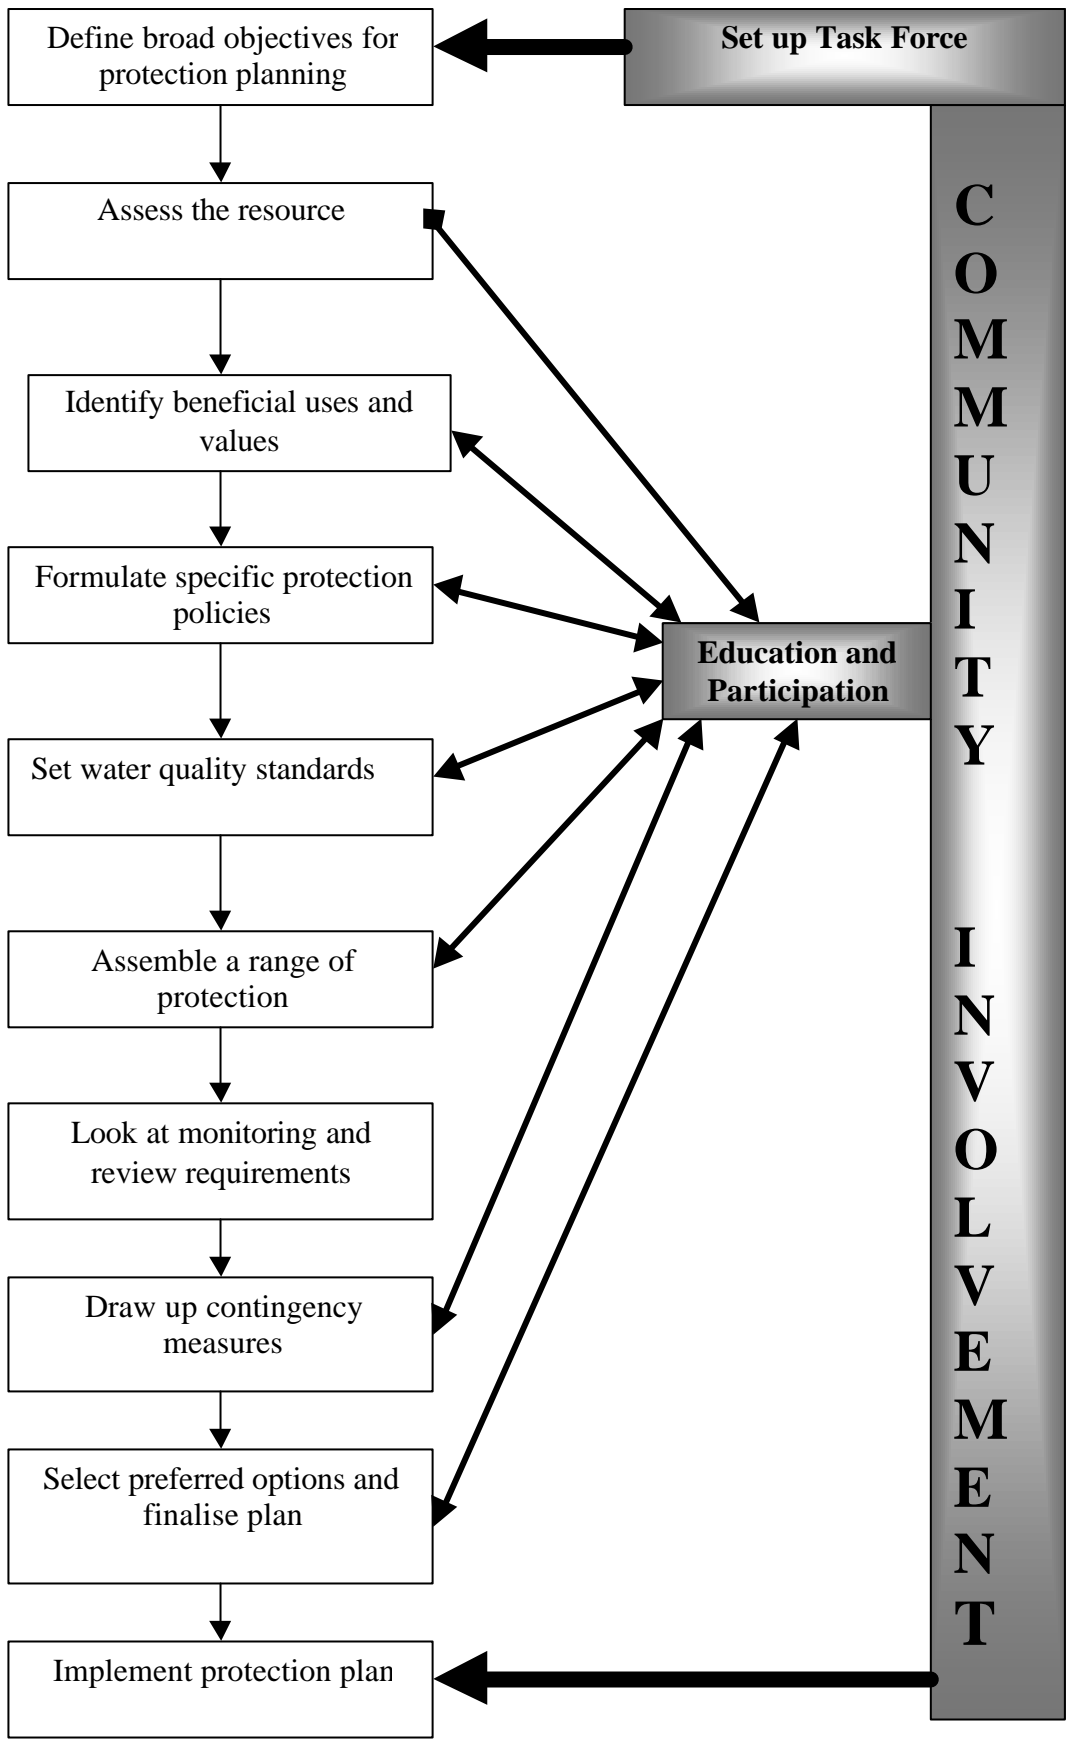 Define broad objectives for
protection planning
Set up Task Force
Assess the resource
Identify beneficial uses and
values
Formulate specific protection
policies
Education and
Participation
Set water quality standards
Assemble a range of
protection
Look at monitoring and
review requirements
Draw up contingency
measures
Select preferred options and
finalise plan
Implement protection plan
C
O
M
M
U
N
I
T
Y
I
N
V
O
L
V
E
M
E
N
T